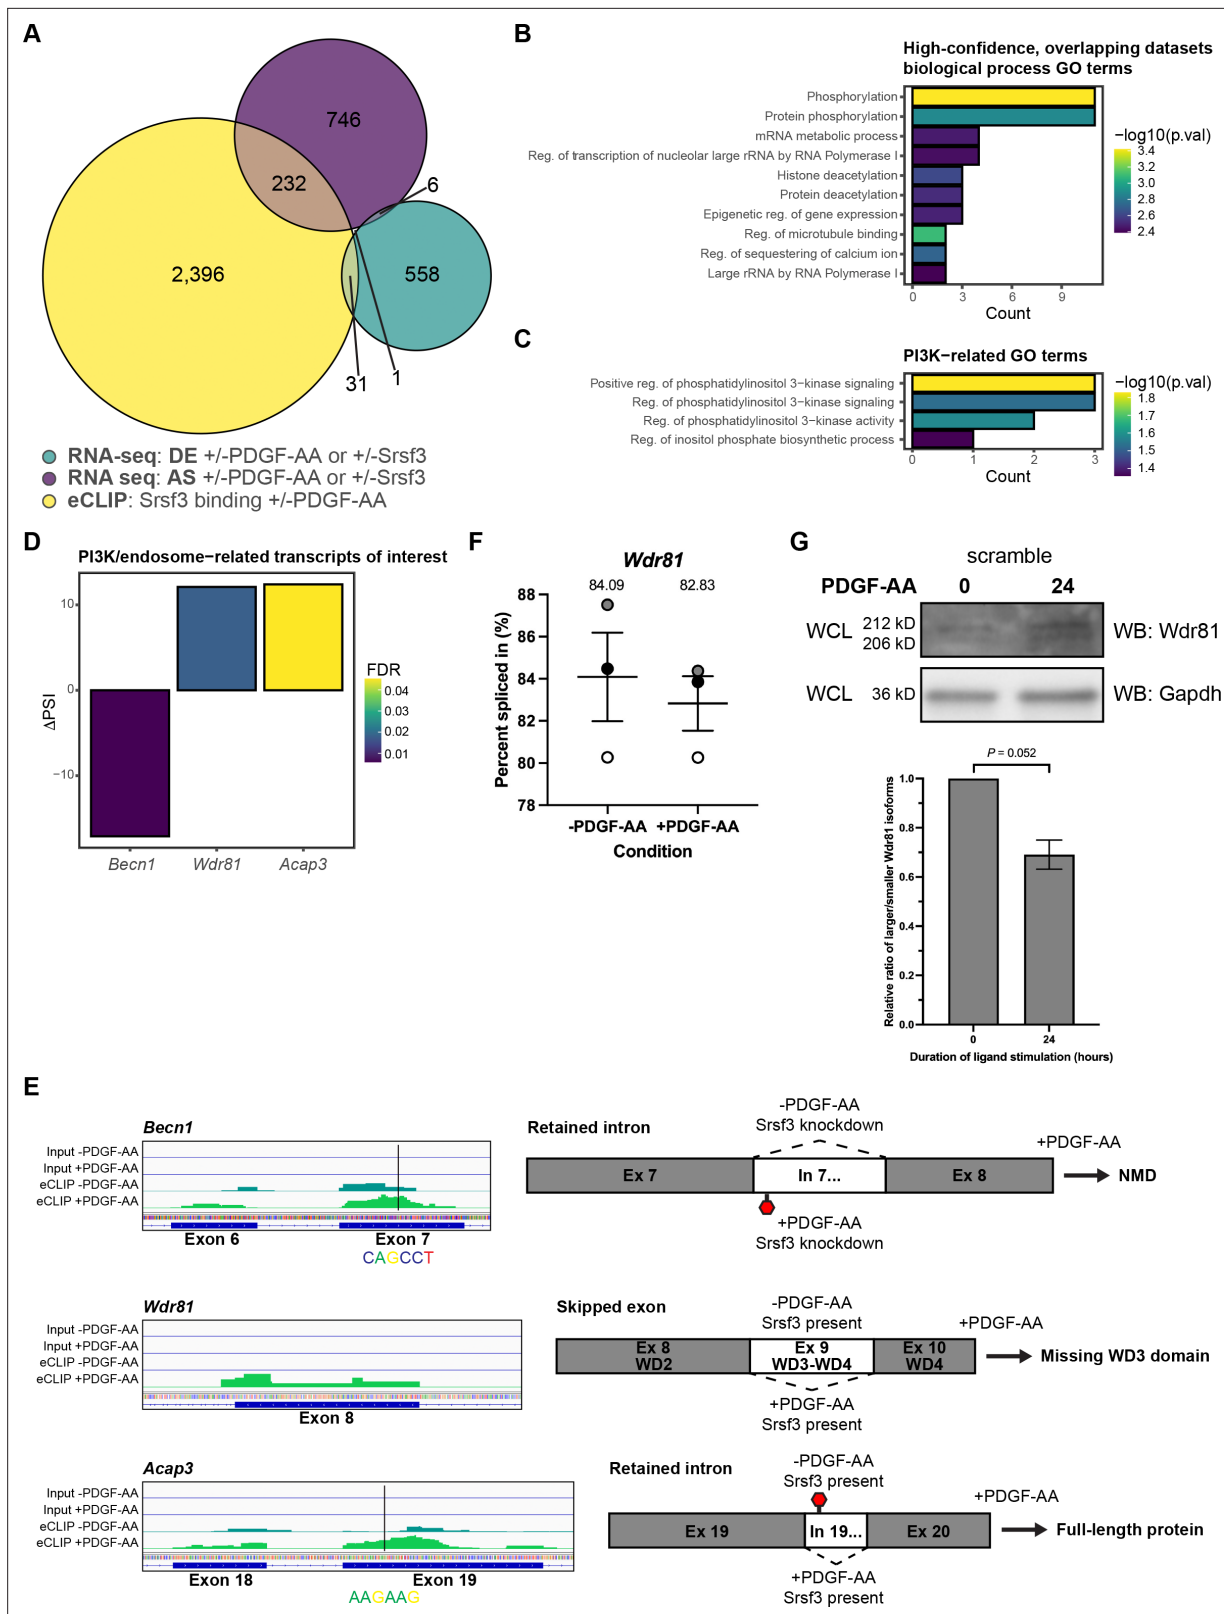 A
746
232
6
2,396
558
31
1
RNA-seq: DE +/-PDGF-AA or +/-Srsf3
RNA seq: AS +/-PDGF-AA or +/-Srsf3
eCLIP: Srsf3 binding +/-PDGF-AA
B
High-confidence, overlapping datasets
biological process GO terms
Phosphorylation
Protein phosphorylation
mRNA metabolic process
Reg. of transcription of nucleolar large rRNA by RNA Polymerase I
Histone deacetylation
Protein deacetylation
Epigenetic reg. of gene expression
Reg. of microtubule binding
Reg. of sequestering of calcium ion
Large rRNA by RNA Polymerase I
0 3 6 9
Count
−log10(p.val)
3.4
3.2
3.0
2.8
2.6
2.4
C
PI3K−related GO terms
Positive reg. of phosphatidylinositol 3−kinase signaling
Reg. of phosphatidylinositol 3−kinase signaling
Reg. of phosphatidylinositol 3−kinase activity
Reg. of inositol phosphate biosynthetic process
0 1 2 3
Count
−log10(p.val)
1.8
1.7
1.6
1.5
1.4
D
PI3K/endosome−related transcripts of interest
ΔPSI
10
0
−10
Becn1 Wdr81 Acap3
FDR
0.04
0.03
0.02
0.01
F
Wdr81
84.09 82.83
Percent spliced in (%)
88
86
84
82
80
78
-PDGF-AA +PDGF-AA
Condition
G
scramble
PDGF-AA 0 24
WCL 212 kD
206 kD
WB: Wdr81
WCL 36 kD WB: Gapdh
P = 0.052
Relative ratio of larger/smaller Wdr81 isoforms
1.0
0.8
0.6
0.4
0.2
0.0
0 24
Duration of ligand stimulation (hours)
E
Becn1
Input -PDGF-AA
Input +PDGF-AA
eCLIP -PDGF-AA
eCLIP +PDGF-AA
Exon 6 Exon 7
CAGCCT
Retained intron
-PDGF-AA
Srsf3 knockdown
Ex 7 In 7... Ex 8
+PDGF-AA
NMD
+PDGF-AA
Srsf3 knockdown
Wdr81
Input -PDGF-AA
Input +PDGF-AA
eCLIP -PDGF-AA
eCLIP +PDGF-AA
Exon 8
Skipped exon
-PDGF-AA
Srsf3 present
Ex 8
WD2
Ex 9
WD3-WD4
Ex 10
WD4
+PDGF-AA
Missing WD3 domain
+PDGF-AA
Srsf3 present
Acap3
Input -PDGF-AA
Input +PDGF-AA
eCLIP -PDGF-AA
eCLIP +PDGF-AA
Exon 18 Exon 19
AAGAAG
Retained intron
-PDGF-AA
Srsf3 present
Ex 19 In 19... Ex 20
+PDGF-AA
Full-length protein
+PDGF-AA
Srsf3 present